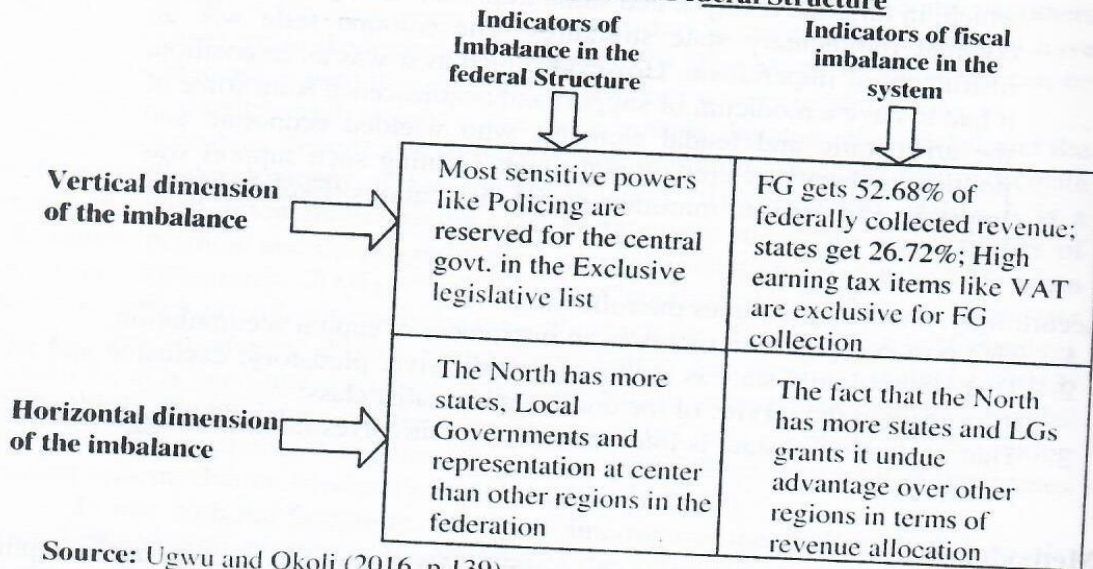 Federal Structure
Indicators of
Imbalance in the
federal Structure
Indicators of fiscal
imbalance in the
system
Vertical dimension
of the imbalance
Most sensitive powers
like Policing are
reserved for the central
govt. in the Exclusive
legislative list
FG gets 52.68% of
federally collected revenue;
states get 26.72%; High
earning tax items like VAT
are exclusive for FG
collection
Horizontal dimension
of the imbalance
The North has more
states, Local
Governments and
representation at center
than other regions in the
federation
The fact that the North
has more states and LGs
grants it undue
advantage over other
regions in terms of
revenue allocation
Source: Ugwu and Okoli (2016, p.139)